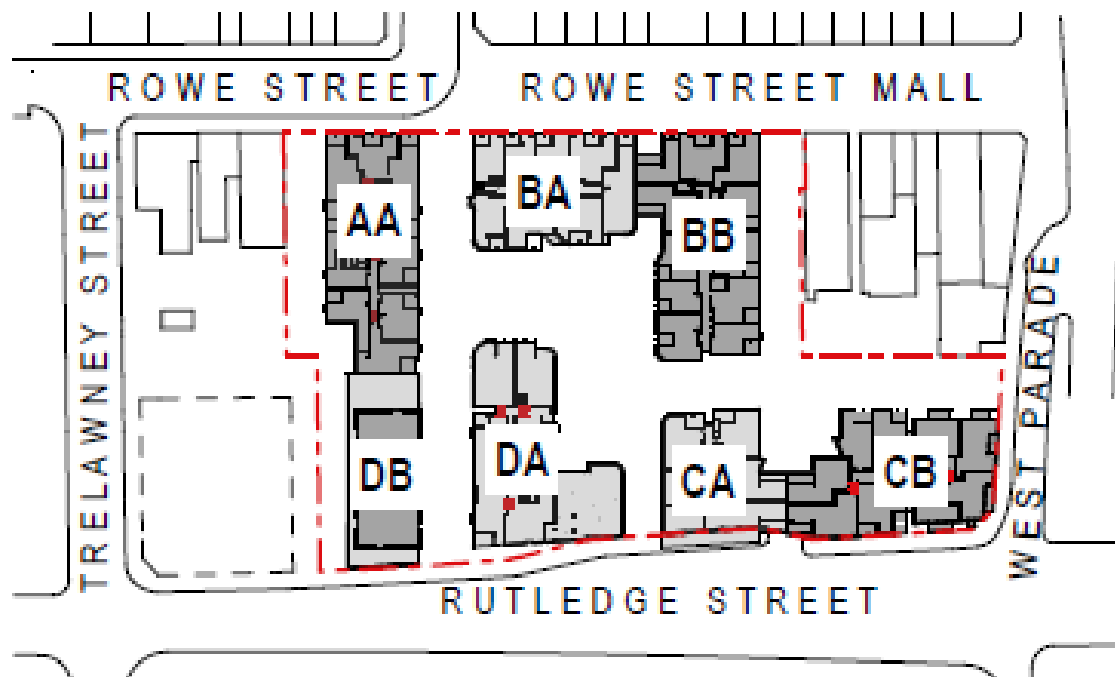 ROWE STREET
ROWE STREET MALL
TRELAWNEY STREET
BA
AA
BB
WEST PARADE
DB
DA
CA
CB
RUTLEDGE STREET